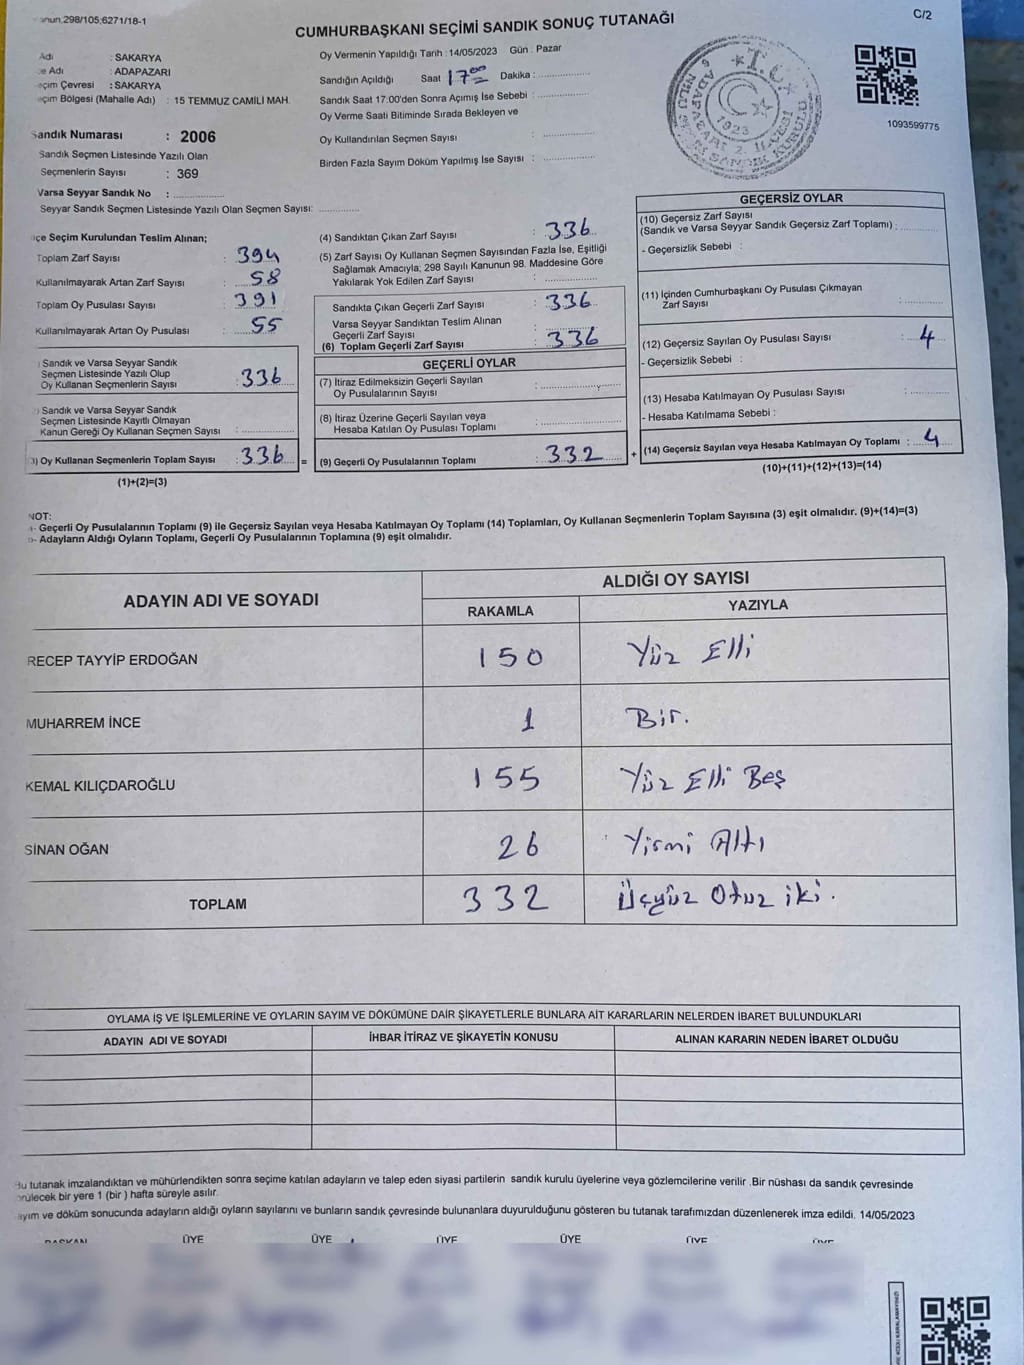 298/105;6271/18-1
C/2
CUMHURBAŞKANI SEÇİMİ SANDIK SONUÇ TUTANAĞI
Adı : SAKARYA
Adı : ADAPAZARI
Çevresi : SAKARYA
Bölgesi (Mahalle Adı) : 15 TEMMUZ CAMİLİ MAH.
Sandık Numarası : 2006
Sandık Seçmen Listesinde Yazılı Olan
Seçmenlerin Sayısı : 369
Varsa Seyyar Sandık No :
Seyyar Sandık Seçmen Listesinde Yazılı Olan Seçmen Sayısı:
Oy Vermenin Yapıldığı Tarih : 14/05/2023 Gün : Pazar
Sandığın Açıldığı Saat 17 00 Dakika :
Sandık Saat 17:00'den Sonra Açımış İse Sebebi :
Oy Verme Saati Bitiminde Sırada Bekleyen ve
Oy Kullandırılan Seçmen Sayısı :
Birden Fazla Sayım Döküm Yapılmış İse Sayısı :
T.C.
1923
ADAPAZARI 2. İLÇESİ
SANDIK KURULU
1093599775
Seçim Kurulundan Teslim Alınan;
Toplam Zarf Sayısı : 394
Kullanılmayarak Artan Zarf Sayısı : 58
Toplam Oy Pusulası Sayısı : 391
Kullanılmayarak Artan Oy Pusulası : 55
Sandık ve Varsa Seyyar Sandık
Seçmen Listesinde Yazılı Olup
Oy Kullanan Seçmenlerin Sayısı : 336
Sandık ve Varsa Seyyar Sandık
Seçmen Listesinde Kayıtlı Olmayan
Kanun Gereği Oy Kullanan Seçmen Sayısı :
3) Oy Kullanan Seçmenlerin Toplam Sayısı : 336 =
(1)+(2)=(3)
(4) Sandıktan Çıkan Zarf Sayısı : 336
(5) Zarf Sayısı Oy Kullanan Seçmen Sayısından Fazla İse, Eşitliği
Sağlamak Amacıyla; 298 Sayılı Kanunun 98. Maddesine Göre
Yakılarak Yok Edilen Zarf Sayısı :
Sandıkta Çıkan Geçerli Zarf Sayısı : 336
Varsa Seyyar Sandıktan Teslim Alınan
Geçerli Zarf Sayısı :
(6) Toplam Geçerli Zarf Sayısı : 336
GEÇERLİ OYLAR
(7) İtiraz Edilmeksizin Geçerli Sayılan
Oy Pusulalarının Sayısı :
(8) İtiraz Üzerine Geçerli Sayılan veya
Hesaba Katılan Oy Pusulası Toplamı :
(9) Geçerli Oy Pusulalarının Toplamı : 332 +
GEÇERSİZ OYLAR
(10) Geçersiz Zarf Sayısı
(Sandık ve Varsa Seyyar Sandık Geçersiz Zarf Toplamı) :
- Geçersizlik Sebebi :
(11) İçinden Cumhurbaşkanı Oy Pusulası Çıkmayan
Zarf Sayısı :
(12) Geçersiz Sayılan Oy Pusulası Sayısı : 4
- Geçersizlik Sebebi :
(13) Hesaba Katılmayan Oy Pusulası Sayısı :
- Hesaba Katılmama Sebebi :
(14) Geçersiz Sayılan veya Hesaba Katılmayan Oy Toplamı : 4
(10)+(11)+(12)+(13)=(14)
NOT:
- Geçerli Oy Pusulalarının Toplamı (9) ile Geçersiz Sayılan veya Hesaba Katılmayan Oy Toplamı (14) Toplamları, Oy Kullanan Seçmenlerin Toplam Sayısına (3) eşit olmalıdır. (9)+(14)=(3)
- Adayların Aldığı Oyların Toplamı, Geçerli Oy Pusulalarının Toplamına (9) eşit olmalıdır.
ADAYIN ADI VE SOYADI
ALDIĞI OY SAYISI
RAKAMLA YAZIYLA
RECEP TAYYİP ERDOĞAN 150 Yüz Elli
MUHARREM İNCE 1 Bir.
KEMAL KILIÇDAROĞLU 155 Yüz Elli Beş
SİNAN OĞAN 26 Yirmi Altı
TOPLAM 332 Üçyüz Otuz iki.
OYLAMA İŞ VE İŞLEMLERİNE VE OYLARIN SAYIM VE DÖKÜMÜNE DAİR ŞİKAYETLERLE BUNLARA AİT KARARLARIN NELERDEN İBARET BULUNDUKLARI
ADAYIN ADI VE SOYADI İHBAR İTİRAZ VE ŞİKAYETİN KONUSU ALINAN KARARIN NEDEN İBARET OLDUĞU
Bu tutanak imzalandıktan ve mühürlendikten sonra seçime katılan adayların ve talep eden siyasi partilerin sandık kurulu üyelerine veya gözlemcilerine verilir .Bir nüshası da sandık çevresinde
görülecek bir yere 1 (bir ) hafta süreyle asılır.
Sayım ve döküm sonucunda adayların aldığı oyların sayılarını ve bunların sandık çevresinde bulunanlara duyurulduğunu gösteren bu tutanak tarafımızdan düzenlenerek imza edildi. 14/05/2023
BAŞKAN ÜYE ÜYE ÜYE ÜYE ÜYE ÜYE